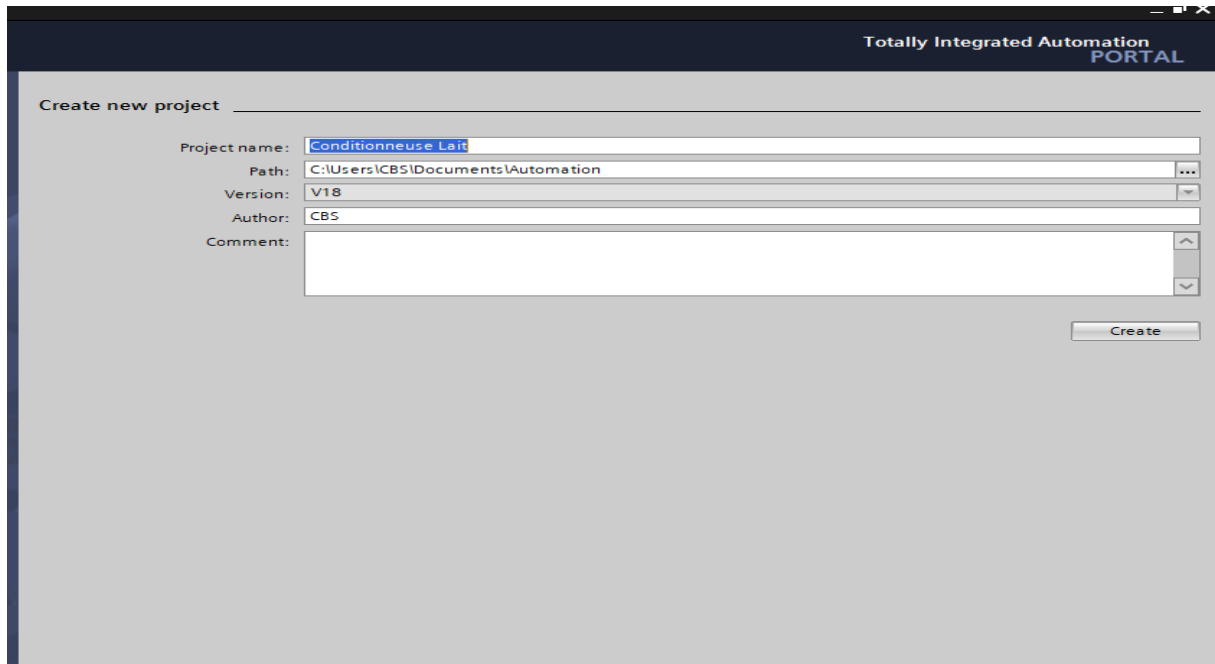 Totally Integrated Automation
PORTAL
Create new project
Project name: Conditionneuse Lait
Path: C:\Users\CBS\Documents\Automation ...
Version: V18
Author: CBS
Comment:
Create